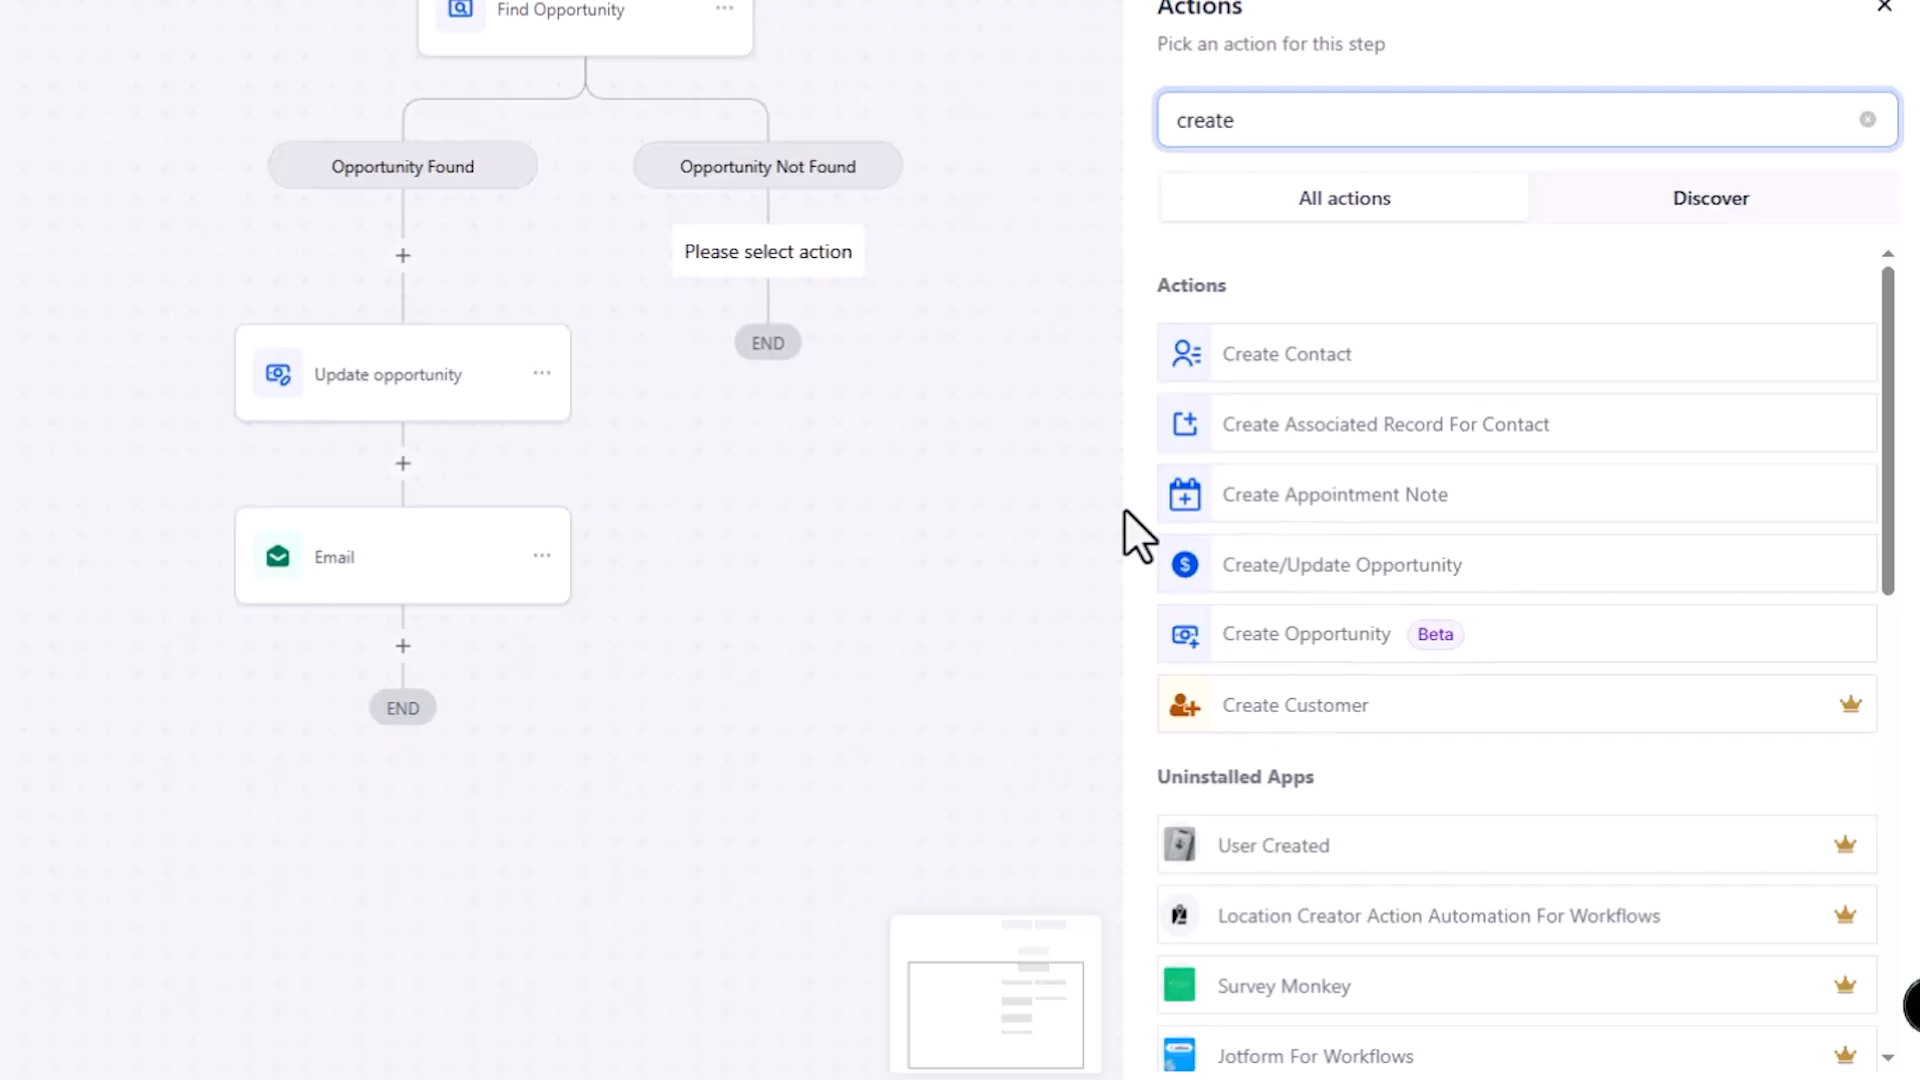 Find Opportunity
Opportunity Found
Opportunity Not Found
Please select action
END
Update opportunity
Email
END
Actions
Pick an action for this step
create
All actions
Discover
Actions
Create Contact
Create Associated Record For Contact
Create Appointment Note
Create/Update Opportunity
Create Opportunity Beta
Create Customer
Uninstalled Apps
User Created
Location Creator Action Automation For Workflows
Survey Monkey
Jotform For Workflows